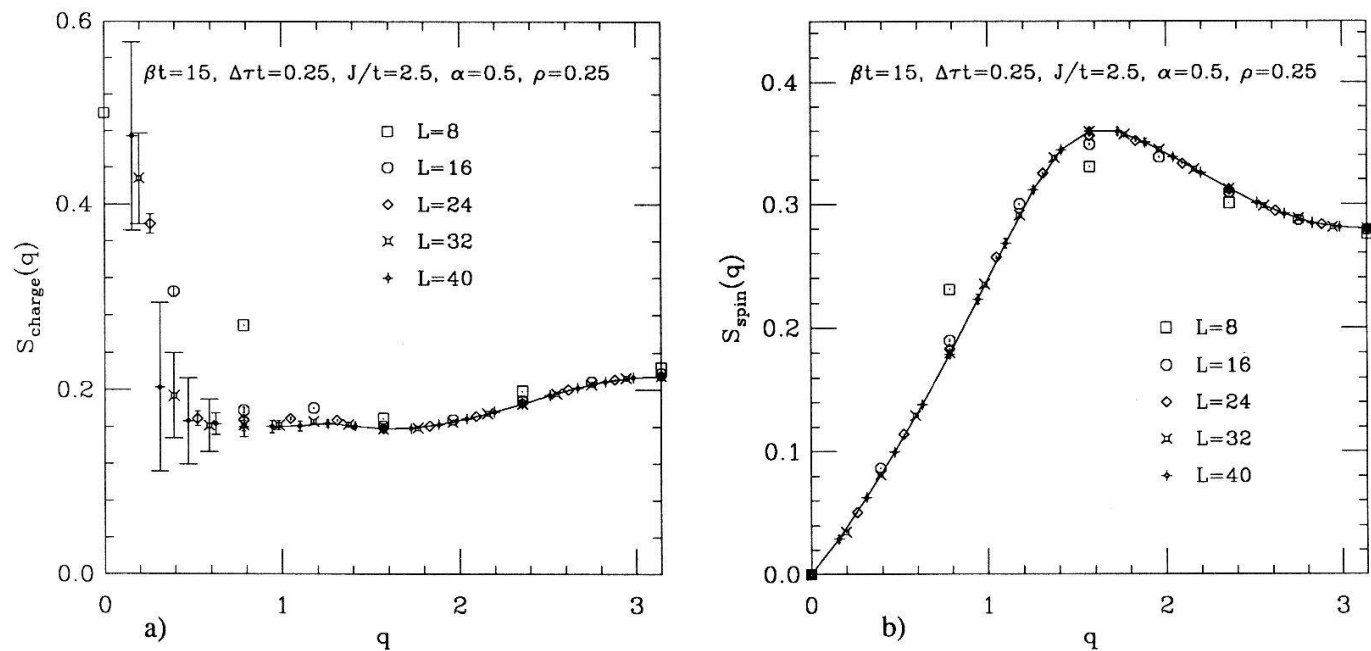 0.6
0.4
0.2
0.0
S_charge(q)
βt=15, Δτt=0.25, J/t=2.5, α=0.5, ρ=0.25
L=8
L=16
L=24
L=32
L=40
0
1
2
3
a)
q
0.4
0.3
0.2
0.1
0.0
S_spin(q)
βt=15, Δτt=0.25, J/t=2.5, α=0.5, ρ=0.25
L=8
L=16
L=24
L=32
L=40
0
1
2
3
b)
q